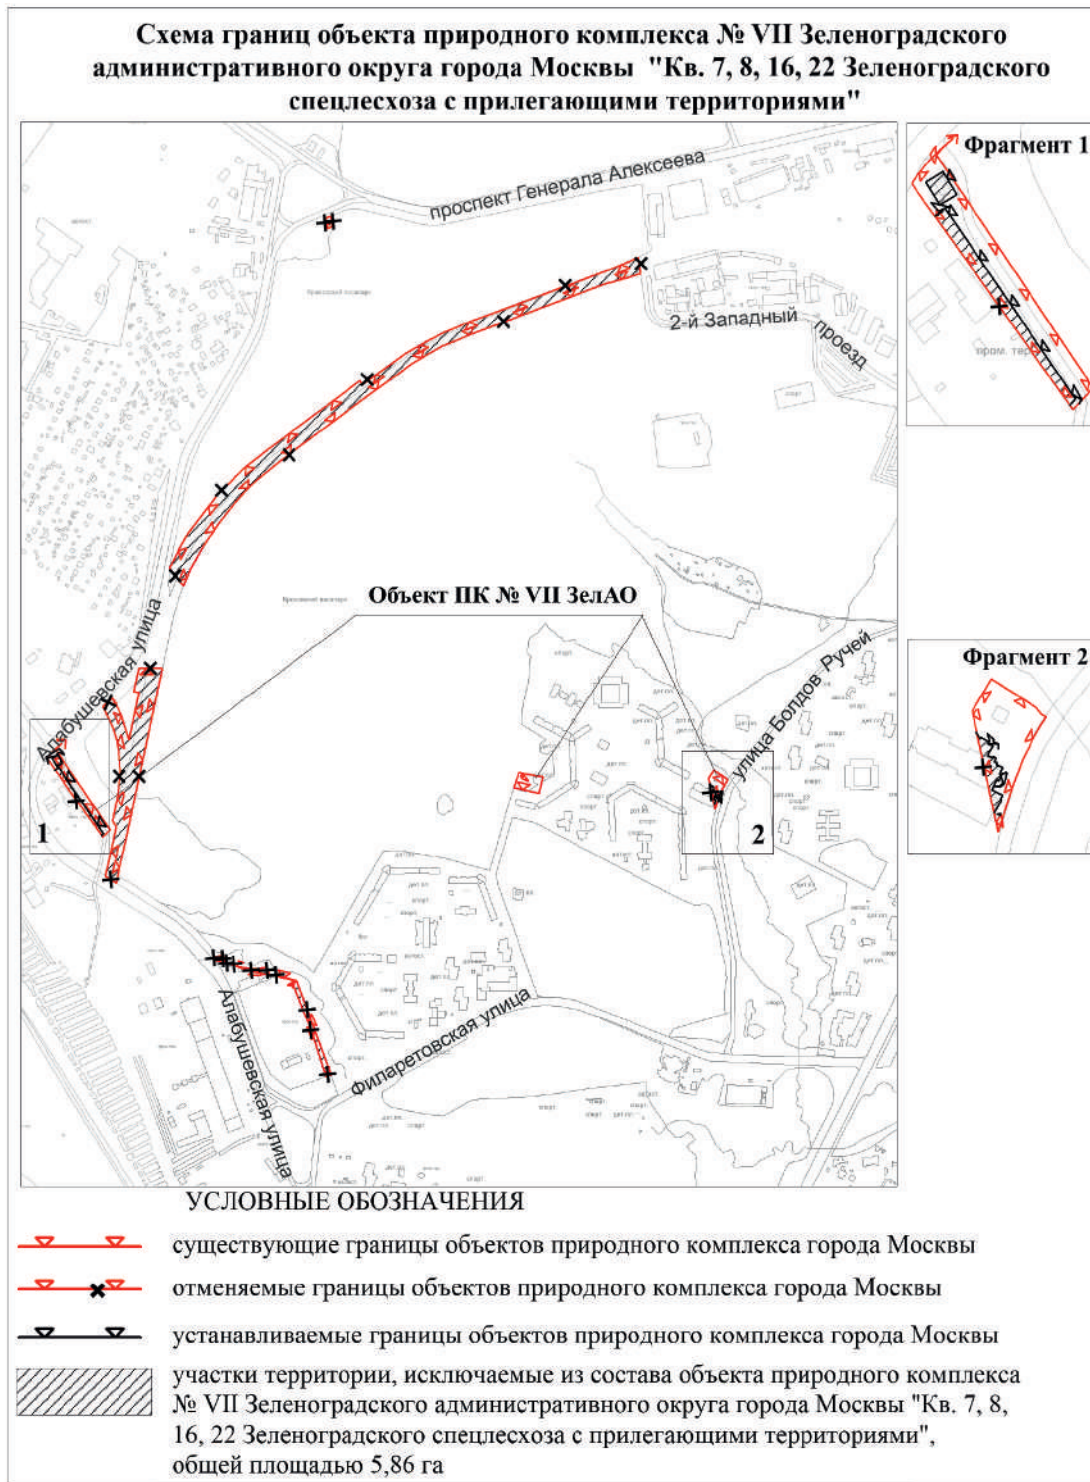 Схема границ объекта природного комплекса № VII Зеленоградского
административного округа города Москвы "Кв. 7, 8, 16, 22 Зеленоградского
спецлесхоза с прилегающими территориями"
Фрагмент 1
проспект Генерала Алексеева
2-й Западный
проезд
пром. тер
Алабушевская улица
Объект ПК № VII ЗелАО
улица Болдов Ручей
Фрагмент 2
1
2
Алабушевская улица
Филаретовская улица
УСЛОВНЫЕ ОБОЗНАЧЕНИЯ
существующие границы объектов природного комплекса города Москвы
отменяемые границы объектов природного комплекса города Москвы
устанавливаемые границы объектов природного комплекса города Москвы
участки территории, исключаемые из состава объекта природного комплекса
№ VII Зеленоградского административного округа города Москвы "Кв. 7, 8,
16, 22 Зеленоградского спецлесхоза с прилегающими территориями",
общей площадью 5,86 га